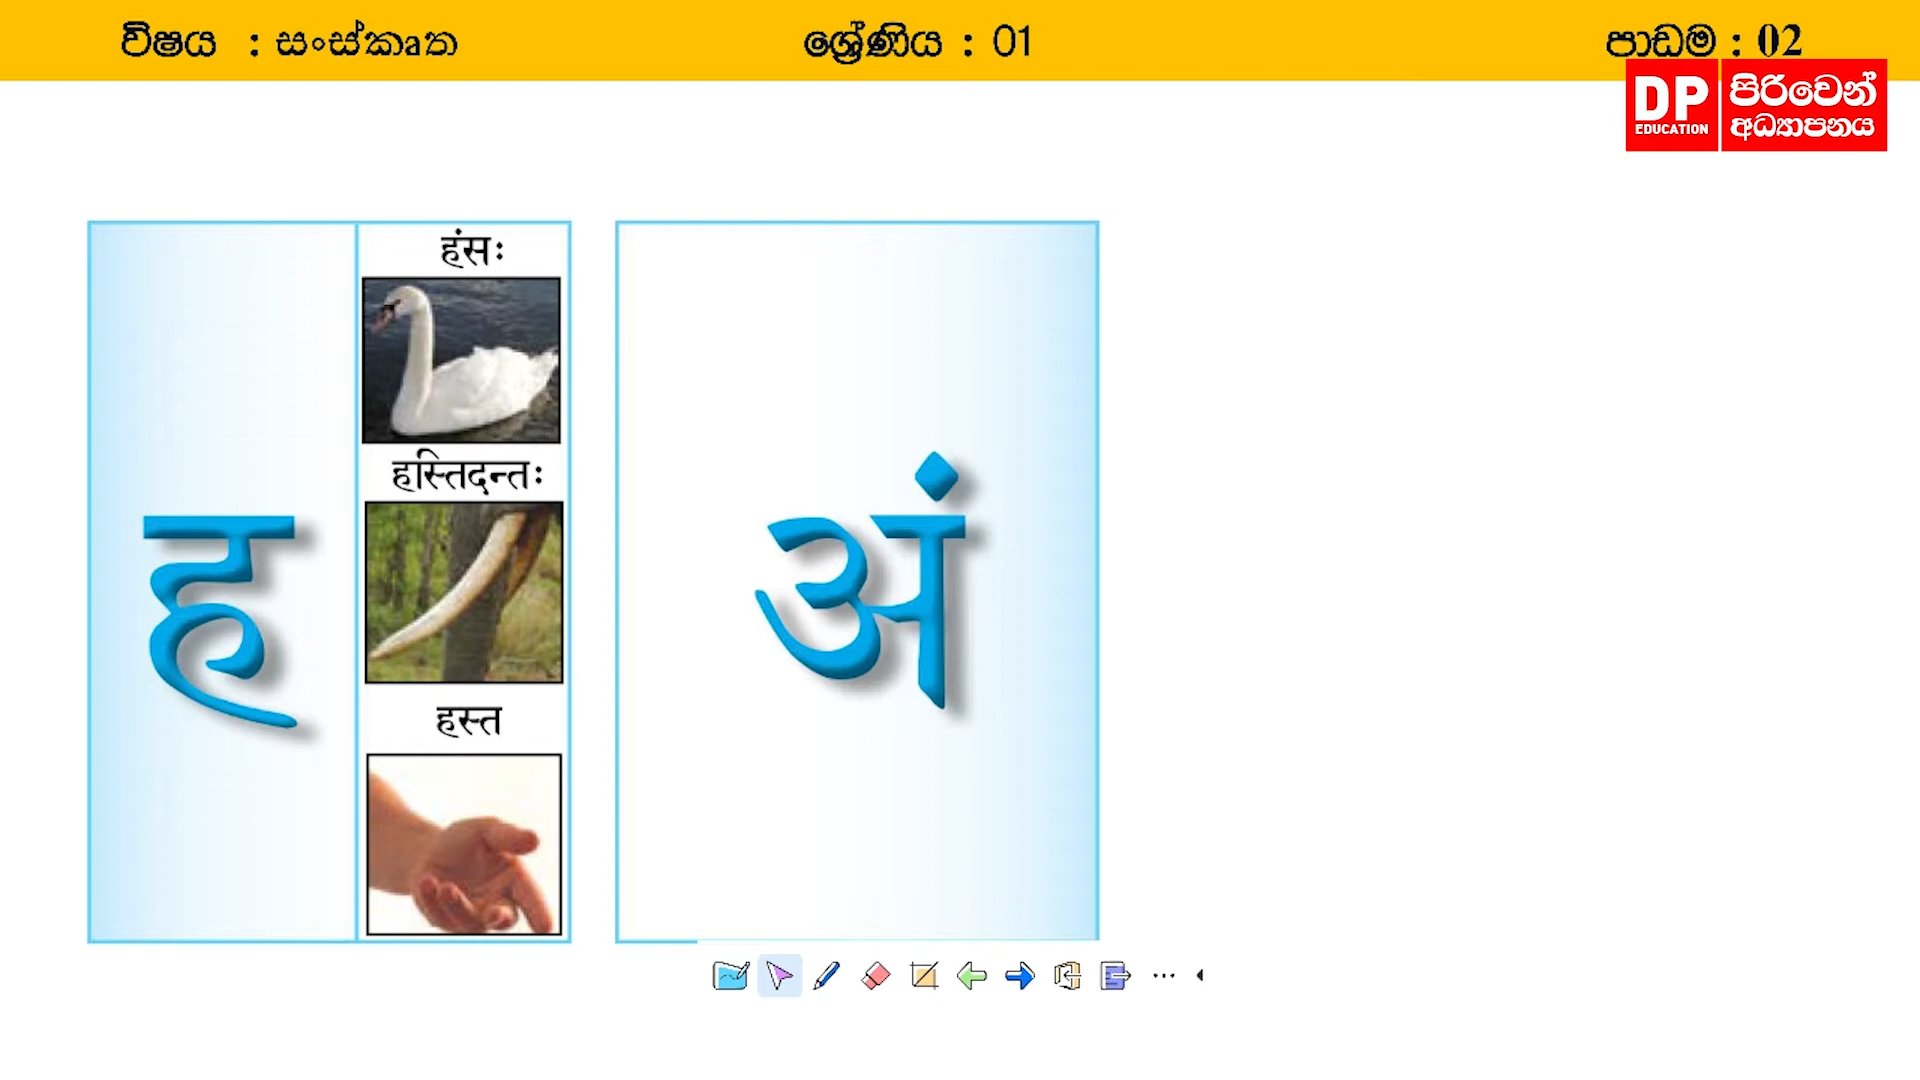 විෂය : සංස්කෘත
ශ්‍රේණිය : 01
පාඩම : 02
DP
EDUCATION
පිරිවෙන්
අධ්‍යාපනය
हंसः
हस्तिदन्तः
ह
हस्त
अं